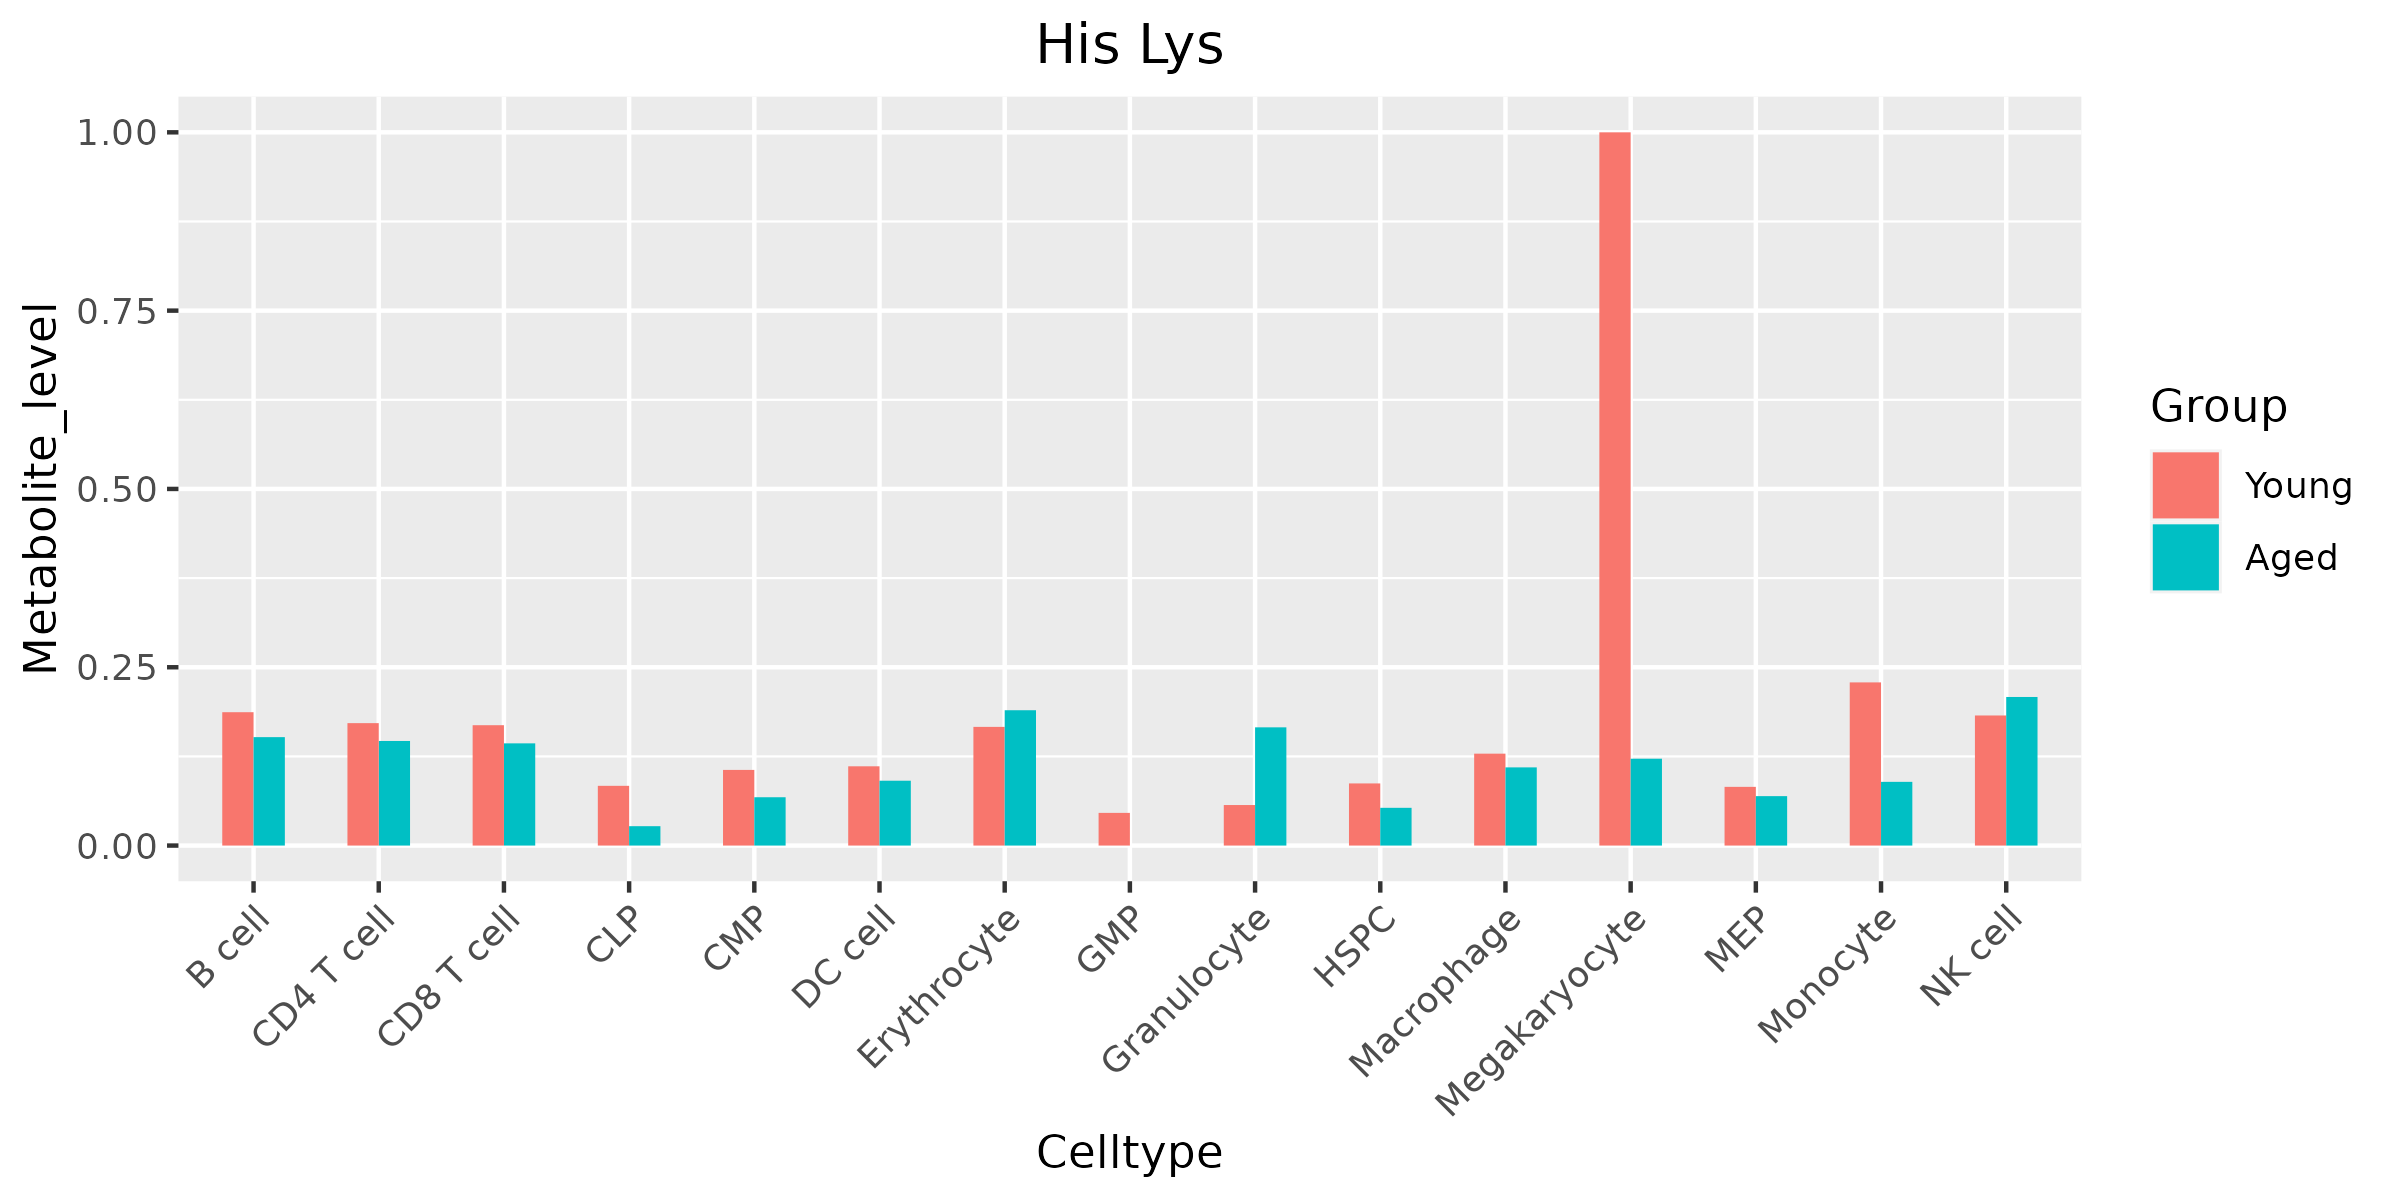 His Lys
Metabolite_level
1.00
0.75
0.50
0.25
0.00
B cell
CD4 T cell
CD8 T cell
CLP
CMP
DC cell
Erythrocyte
GMP
Granulocyte
HSPC
Macrophage
Megakaryocyte
MEP
Monocyte
NK cell
Celltype
Group
Young
Aged